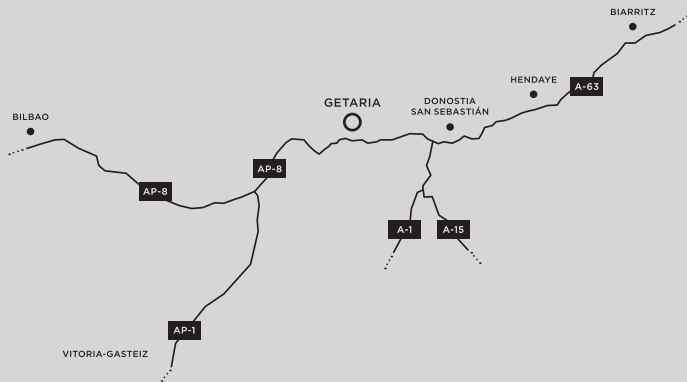 BIARRITZ
HENDAYE
A-63
GETARIA
DONOSTIA
SAN SEBASTIÁN
BILBAO
AP-8
AP-8
A-1
A-15
AP-1
VITORIA-GASTEIZ